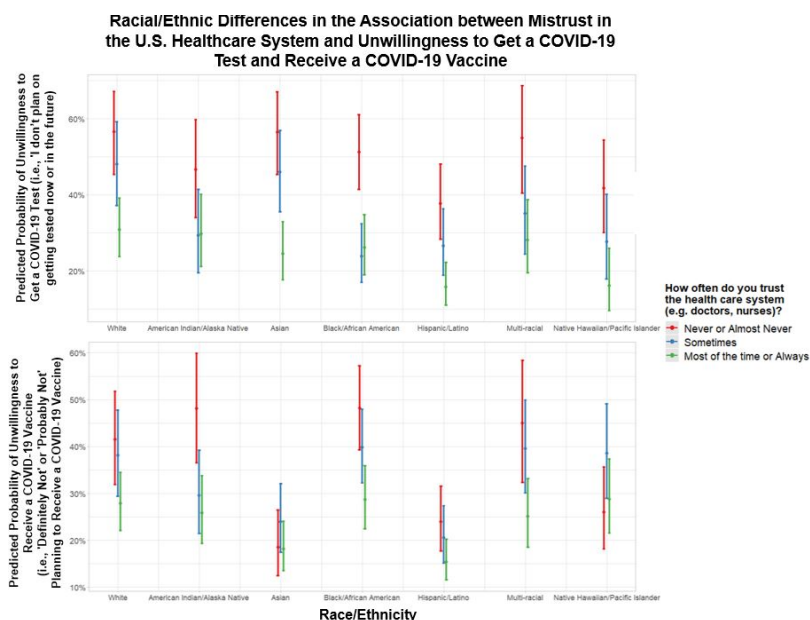 Racial/Ethnic Differences in the Association between Mistrust in
the U.S. Healthcare System and Unwillingness to Get a COVID-19
Test and Receive a COVID-19 Vaccine
Predicted Probability of Unwillingness to
Get a COVID-19 Test (i.e., 'I don't plan on
getting tested now or in the future)
60%
40%
20%
White
American Indian/Alaska Native
Asian
Black/African American
Hispanic/Latino
Multi-racial
Native Hawaiian/Pacific Islander
How often do you trust
the health care system
(e.g. doctors, nurses)?
Never or Almost Never
Sometimes
Most of the time or Always
Predicted Probability of Unwillingness to
Receive a COVID-19 Vaccine
(i.e., 'Definitely Not' or 'Probably Not'
Planning to Receive a COVID-19 Vaccine)
60%
50%
40%
30%
20%
10%
White
American Indian/Alaska Native
Asian
Black/African American
Hispanic/Latino
Multi-racial
Native Hawaiian/Pacific Islander
Race/Ethnicity